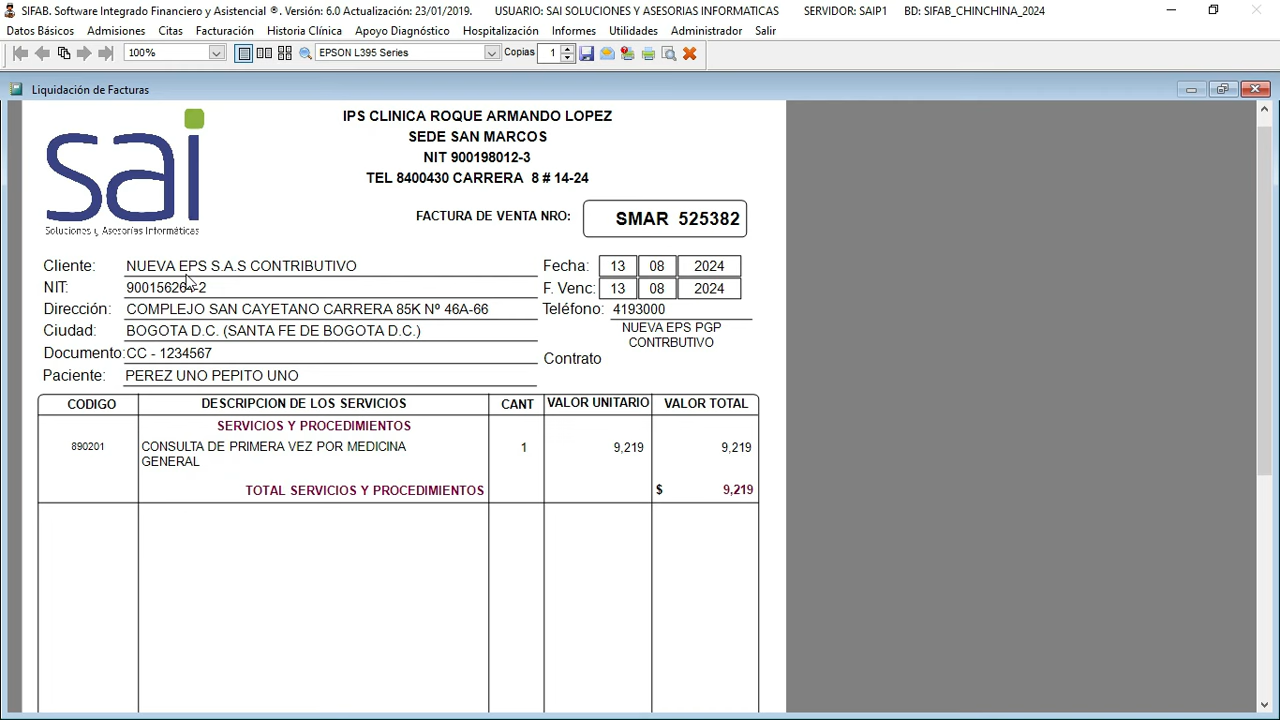 SIFAB. Software Integrado Financiero y Asistencial ®. Versión: 6.0 Actualización: 23/01/2019. USUARIO: SAI SOLUCIONES Y ASESORIAS INFORMATICAS SERVIDOR: SAIP1 BD: SIFAB_CHINCHINA_2024
Datos Básicos Admisiones Citas Facturación Historia Clínica Apoyo Diagnóstico Hospitalización Informes Utilidades Administrador Salir
100% EPSON L395 Series Copias 1
Liquidación de Facturas
sai
Soluciones y Asesorías Informáticas
IPS CLINICA ROQUE ARMANDO LOPEZ
SEDE SAN MARCOS
NIT 900198012-3
TEL 8400430 CARRERA 8 # 14-24
FACTURA DE VENTA NRO: SMAR 525382
Cliente: NUEVA EPS S.A.S CONTRIBUTIVO Fecha: 13 08 2024
NIT: F. Venc: 13 08 2024
Dirección: COMPLEJO SAN CAYETANO CARRERA 85K Nº 46A-66 Teléfono: 4193000
Ciudad: BOGOTA D.C. (SANTA FE DE BOGOTA D.C.) NUEVA EPS PGP
CONTRBUTIVO
Documento: CC - 1234567 Contrato
Paciente: PEREZ UNO PEPITO UNO
CODIGO DESCRIPCION DE LOS SERVICIOS CANT VALOR UNITARIO VALOR TOTAL
SERVICIOS Y PROCEDIMIENTOS
890201 CONSULTA DE PRIMERA VEZ POR MEDICINA 1 9,219 9,219
GENERAL
TOTAL SERVICIOS Y PROCEDIMIENTOS $ 9,219